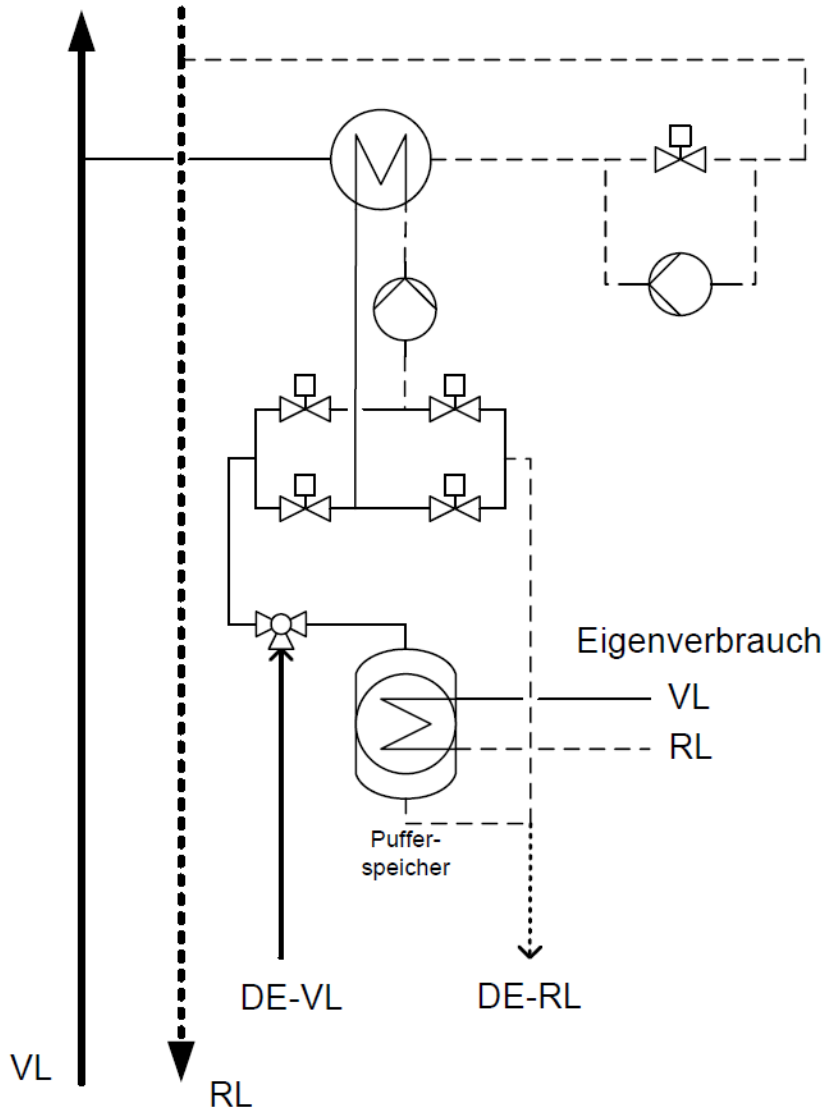 Eigenverbrauch
VL
RL
Puffer-
speicher
DE-VL
DE-RL
VL
RL